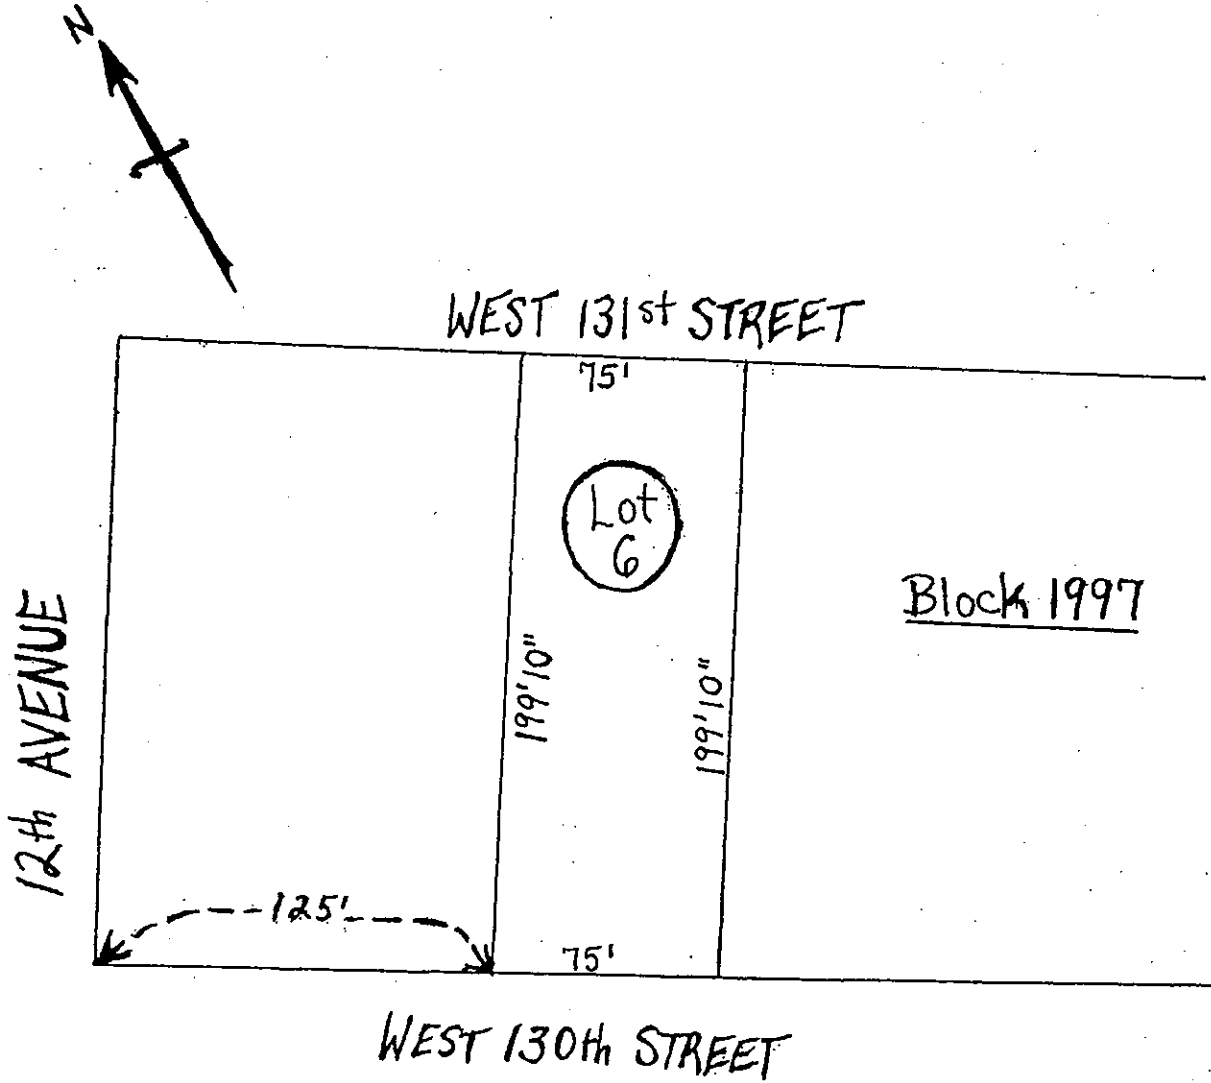 N
WEST 131st STREET
75'
Lot
6
Block 1997
12th AVENUE
199'10"
199'10"
125'
75'
WEST 130th STREET